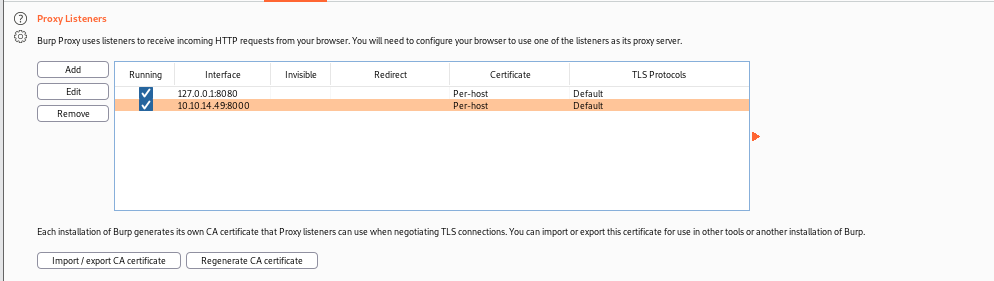 Proxy Listeners
Burp Proxy uses listeners to receive incoming HTTP requests from your browser. You will need to configure your browser to use one of the listeners as its proxy server.
Add
Edit
Remove
Running Interface Invisible Redirect Certificate TLS Protocols
127.0.0.1:8080 Per-host Default
10.10.14.49:8000 Per-host Default
Each installation of Burp generates its own CA certificate that Proxy listeners can use when negotiating TLS connections. You can import or export this certificate for use in other tools or another installation of Burp.
Import / export CA certificate Regenerate CA certificate